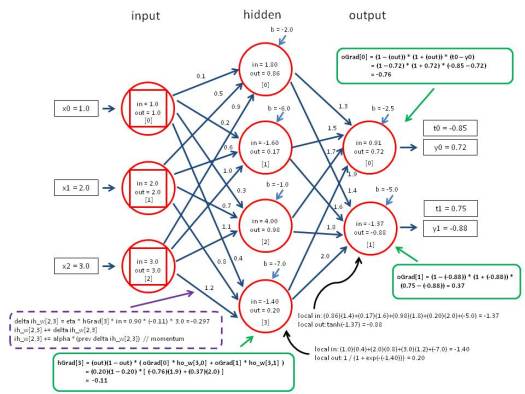 input
hidden
output
b = -2.0
in = 1.80
out = 0.86
[0]
oGrad[0] = (1 – (out)) * (1 + (out)) * (t0 – y0)
= (1 – 0.72) * (1 + 0.72) * (-0.85 – 0.72)
= -0.76
0.1
0.5
0.9
x0 = 1.0
in = 1.0
out = 1.0
[0]
0.2
b = -6.0
in = -1.60
out = 0.17
[1]
1.3
1.5
1.7
1.9
b = -2.5
in = 0.91
out = 0.72
[0]
t0 = -0.85
y0 = 0.72
0.6
1.0
x1 = 2.0
in = 2.0
out = 2.0
[1]
0.3
0.7
1.1
b = -1.0
in = 4.00
out = 0.98
[2]
1.4
1.6
1.8
2.0
b = -5.0
in = -1.37
out = -0.88
[1]
t1 = 0.75
y1 = -0.88
x2 = 3.0
in = 3.0
out = 3.0
[2]
0.4
0.8
1.2
b = -7.0
in = -1.40
out = 0.20
[3]
oGrad[1] = (1 – (-0.88)) * (1 + (-0.88)) *
(0.75 – (-0.88)) = 0.37
delta ih_w[2,3] = eta * hGrad[3] * in = 0.90 * (-0.11) * 3.0 = -0.297
ih_w[2,3] += delta ih_w[2,3]
ih_w[2,3] += alpha * (prev delta ih_w[2,3]) // momentum
local in: (0.86)(1.4)+(0.17)(1.6)+(0.98)(1.8)+(0.20)(2.0)+(-5.0) = -1.37
local out: tanh(-1.37) = -0.88
local in: (1.0)(0.4)+(2.0)(0.8)+(3.0)(1.2)+(-7.0) = -1.40
local out: 1 / (1 + exp(-(-1.40))) = 0.20
hGrad[3] = (out)(1 – out) * ( oGrad[0] * ho_w[3,0] + oGrad[1] * ho_w[3,1] )
= (0.20)(1 – 0.20) * [ (-0.76)(1.9) + (0.37)(2.0) ]
= -0.11